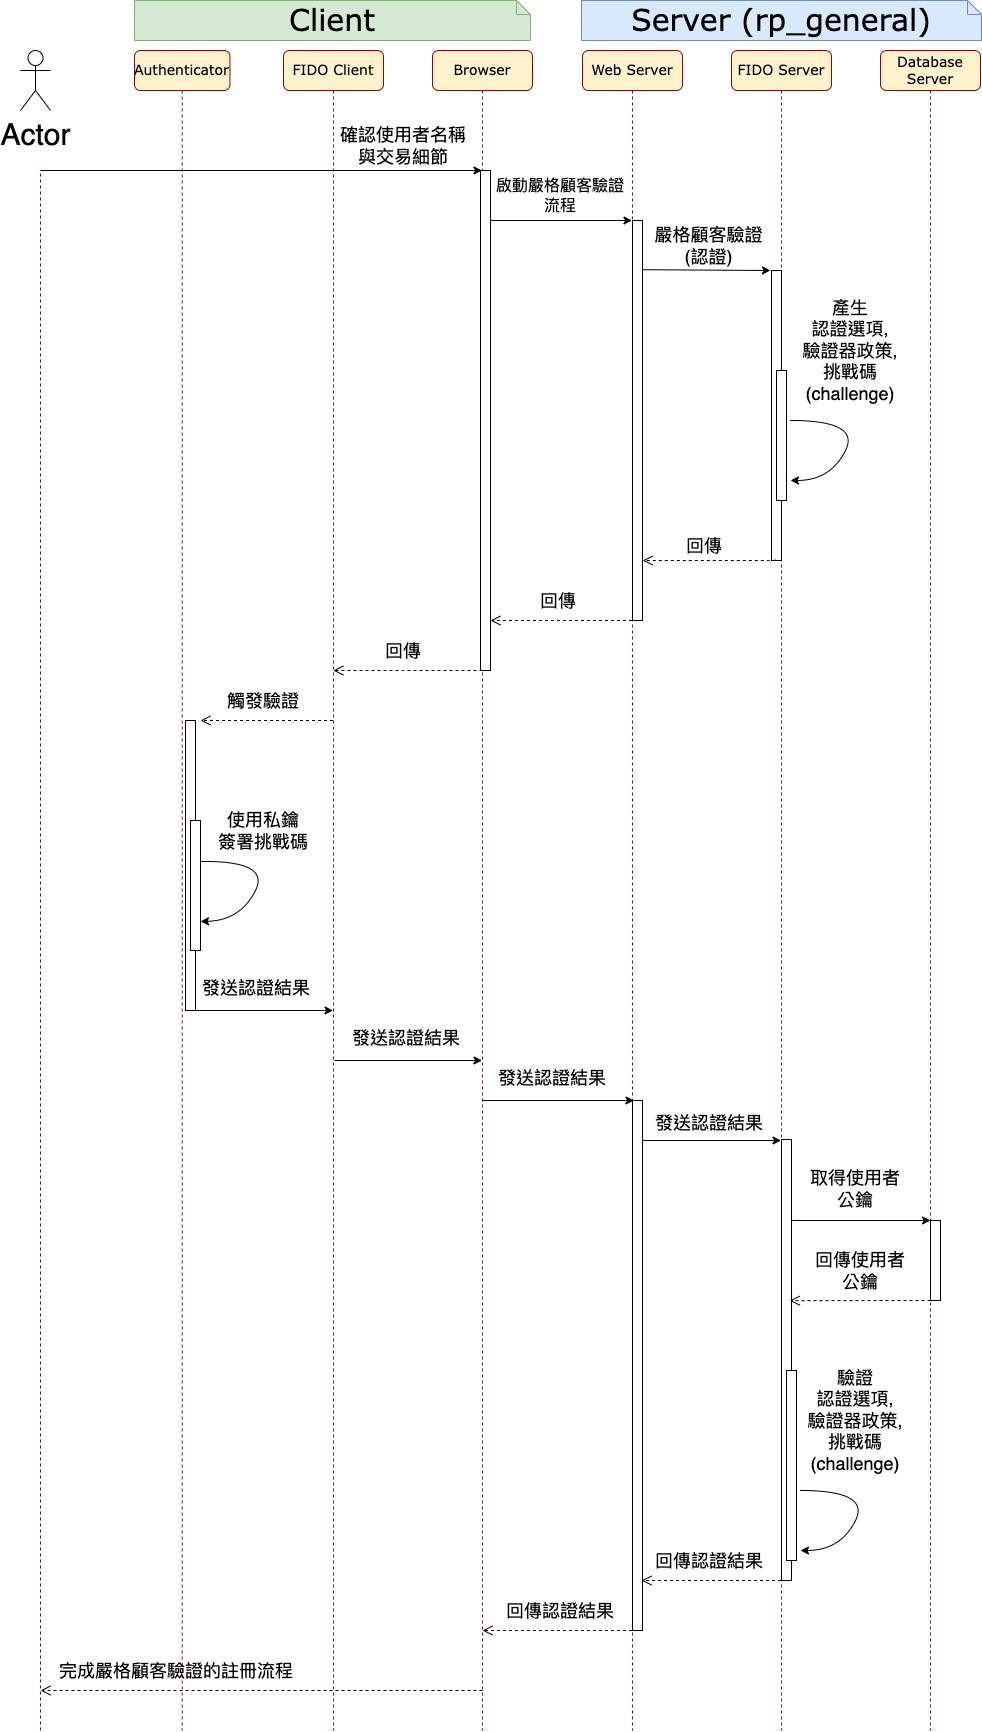 Client
Server (rp_general)
Authenticator
FIDO Client
Browser
Web Server
FIDO Server
Database
Server
Actor
確認使用者名稱
與交易細節
啟動嚴格顧客驗證
流程
嚴格顧客驗證
(認證)
產生
認證選項,
驗證器政策,
挑戰碼
(challenge)
回傳
回傳
回傳
觸發驗證
使用私鑰
簽署挑戰碼
發送認證結果
發送認證結果
發送認證結果
發送認證結果
取得使用者
公鑰
回傳使用者
公鑰
驗證
認證選項,
驗證器政策,
挑戰碼
(challenge)
回傳認證結果
回傳認證結果
完成嚴格顧客驗證的註冊流程